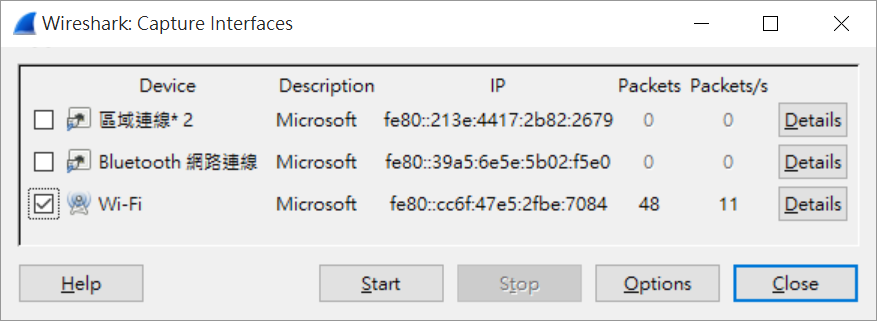 Wireshark: Capture Interfaces
Device Description IP Packets Packets/s
區域連線* 2 Microsoft fe80::213e:4417:2b82:2679 0 0 Details
Bluetooth 網路連線 Microsoft fe80::39a5:6e5e:5b02:f5e0 0 0 Details
Wi-Fi Microsoft fe80::cc6f:47e5:2fbe:7084 48 11 Details
Help Start Stop Options Close